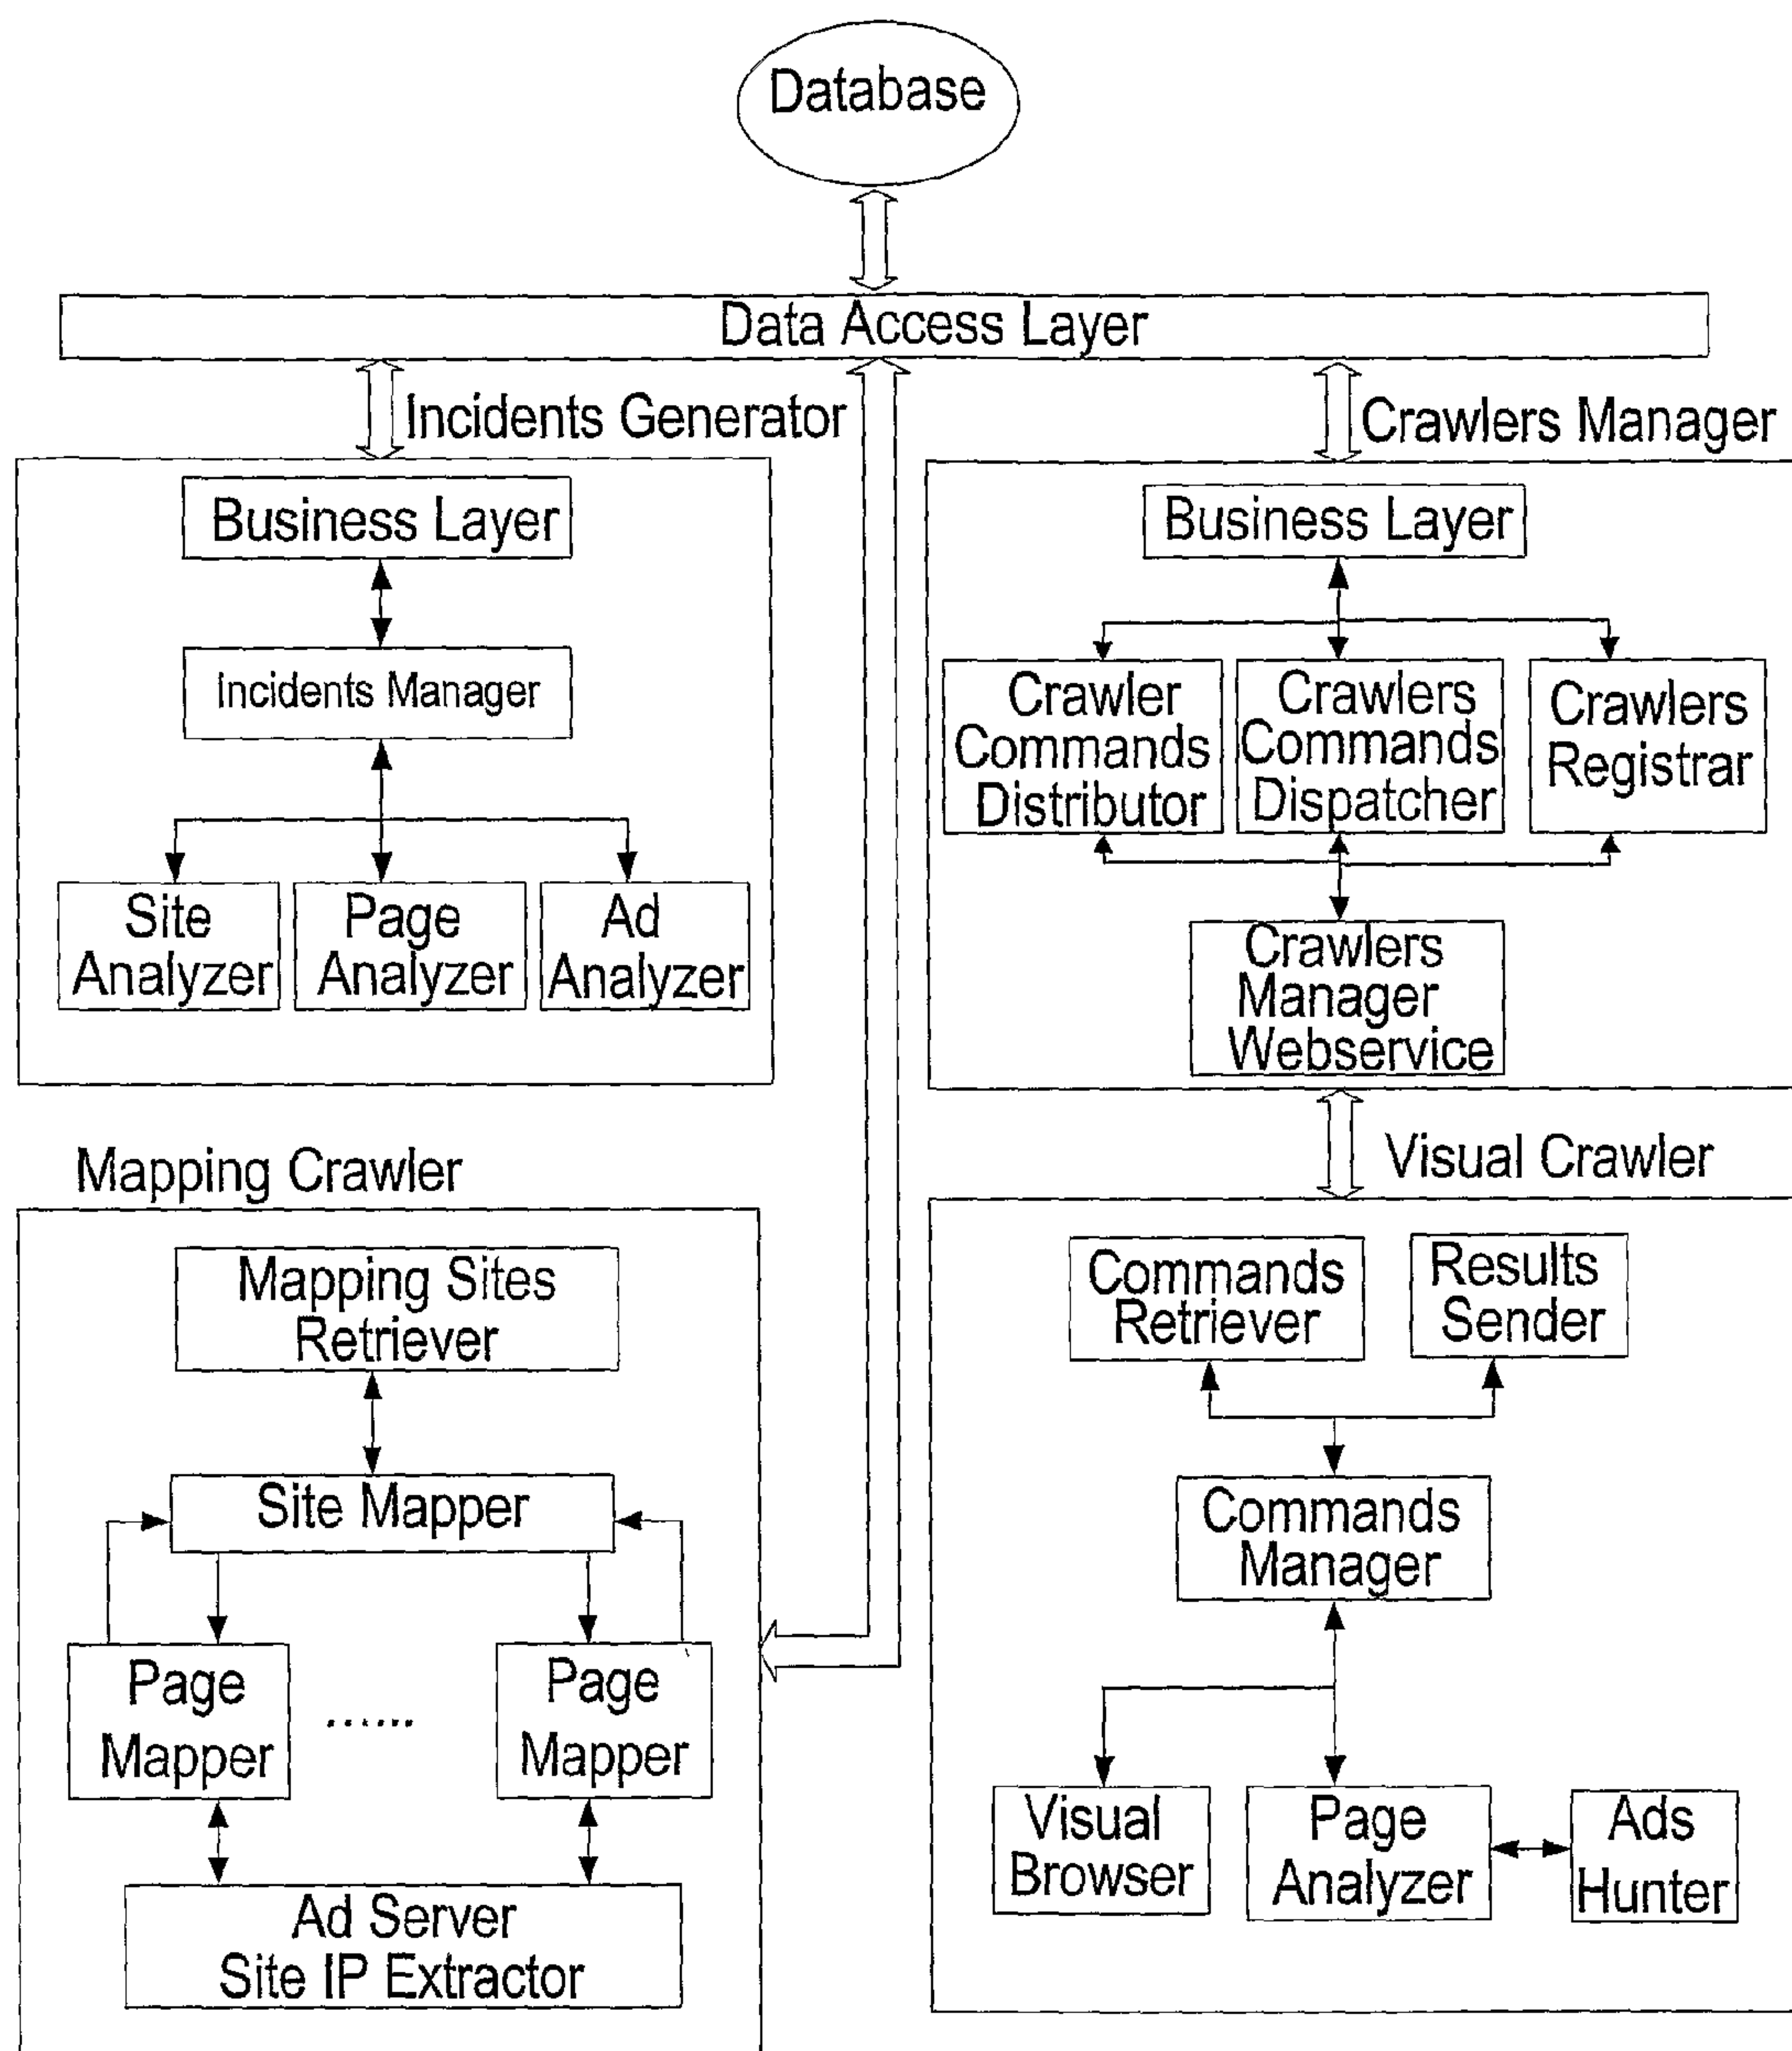 Database
Data Access Layer
Incidents Generator
Business Layer
Incidents Manager
Site
Analyzer
Page
Analyzer
Ad
Analyzer
Crawlers Manager
Business Layer
Crawler
Commands
Distributor
Crawlers
Commands
Dispatcher
Crawlers
Registrar
Crawlers
Manager
Webservice
Mapping Crawler
Mapping Sites
Retriever
Site Mapper
Page
Mapper
......
Page
Mapper
Ad Server
Site IP Extractor
Visual Crawler
Commands
Retriever
Results
Sender
Commands
Manager
Visual
Browser
Page
Analyzer
Ads
Hunter